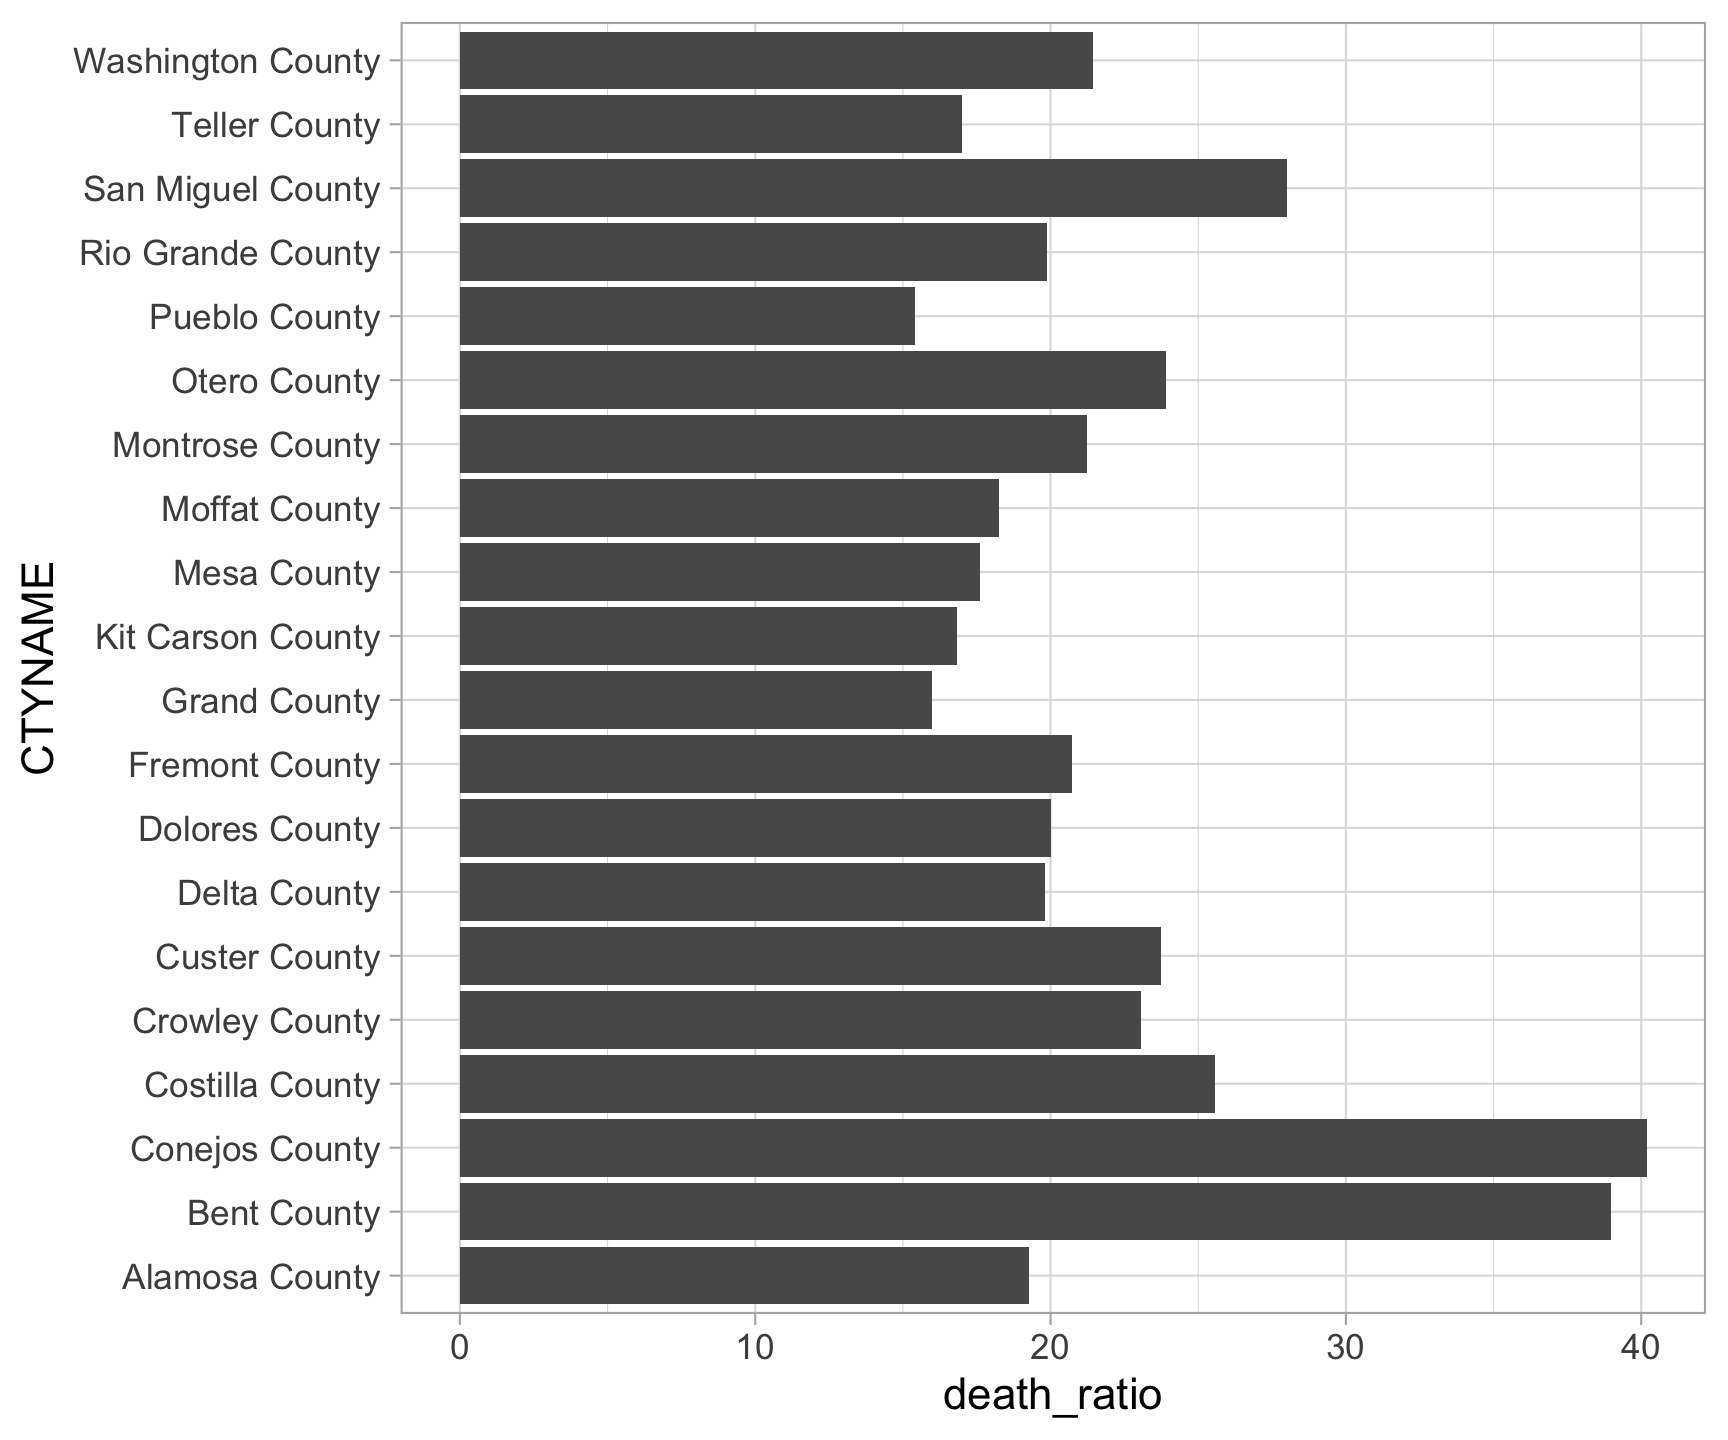 Washington County
Teller County
San Miguel County
Rio Grande County
Pueblo County
Otero County
Montrose County
Moffat County
Mesa County
Kit Carson County
Grand County
Fremont County
Dolores County
Delta County
Custer County
Crowley County
Costilla County
Conejos County
Bent County
Alamosa County
CTYNAME
0 10 20 30 40
death_ratio